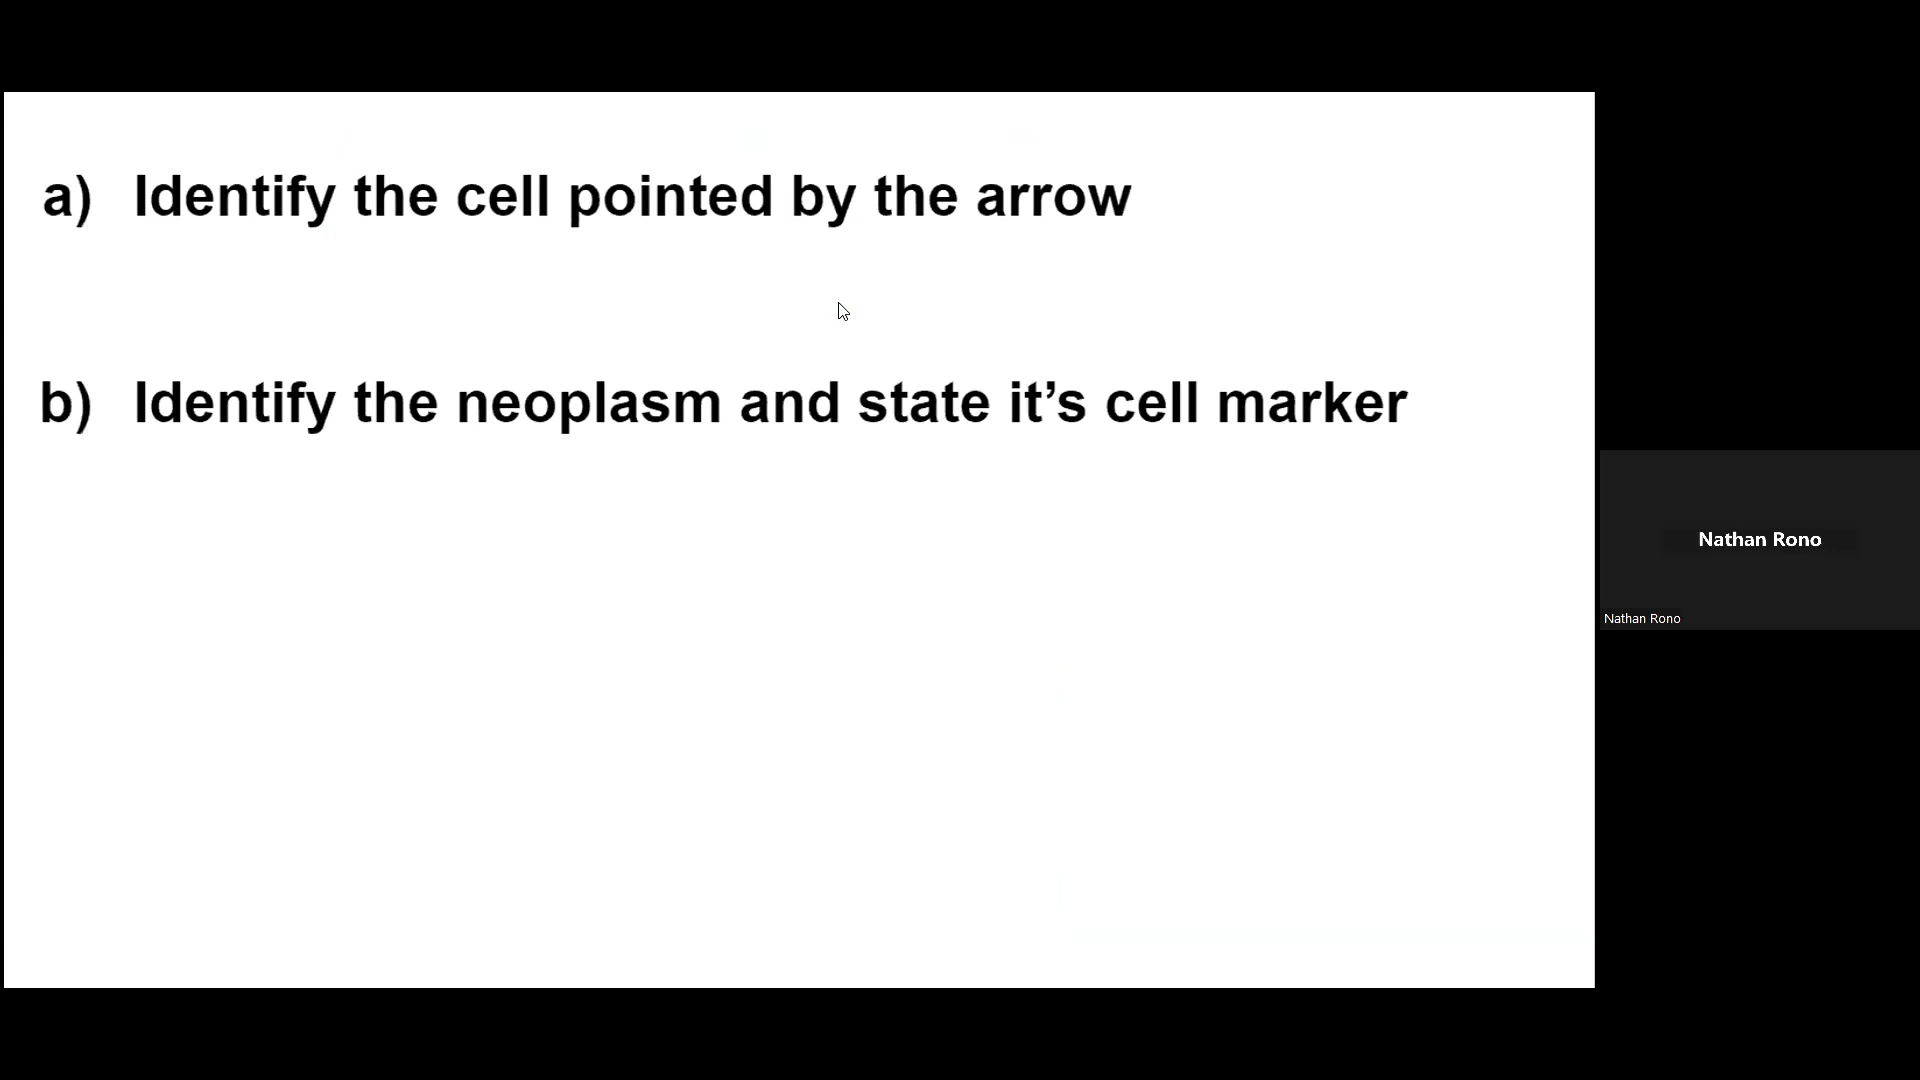 a) Identify the cell pointed by the arrow
b) Identify the neoplasm and state it’s cell marker
Nathan Rono
Nathan Rono